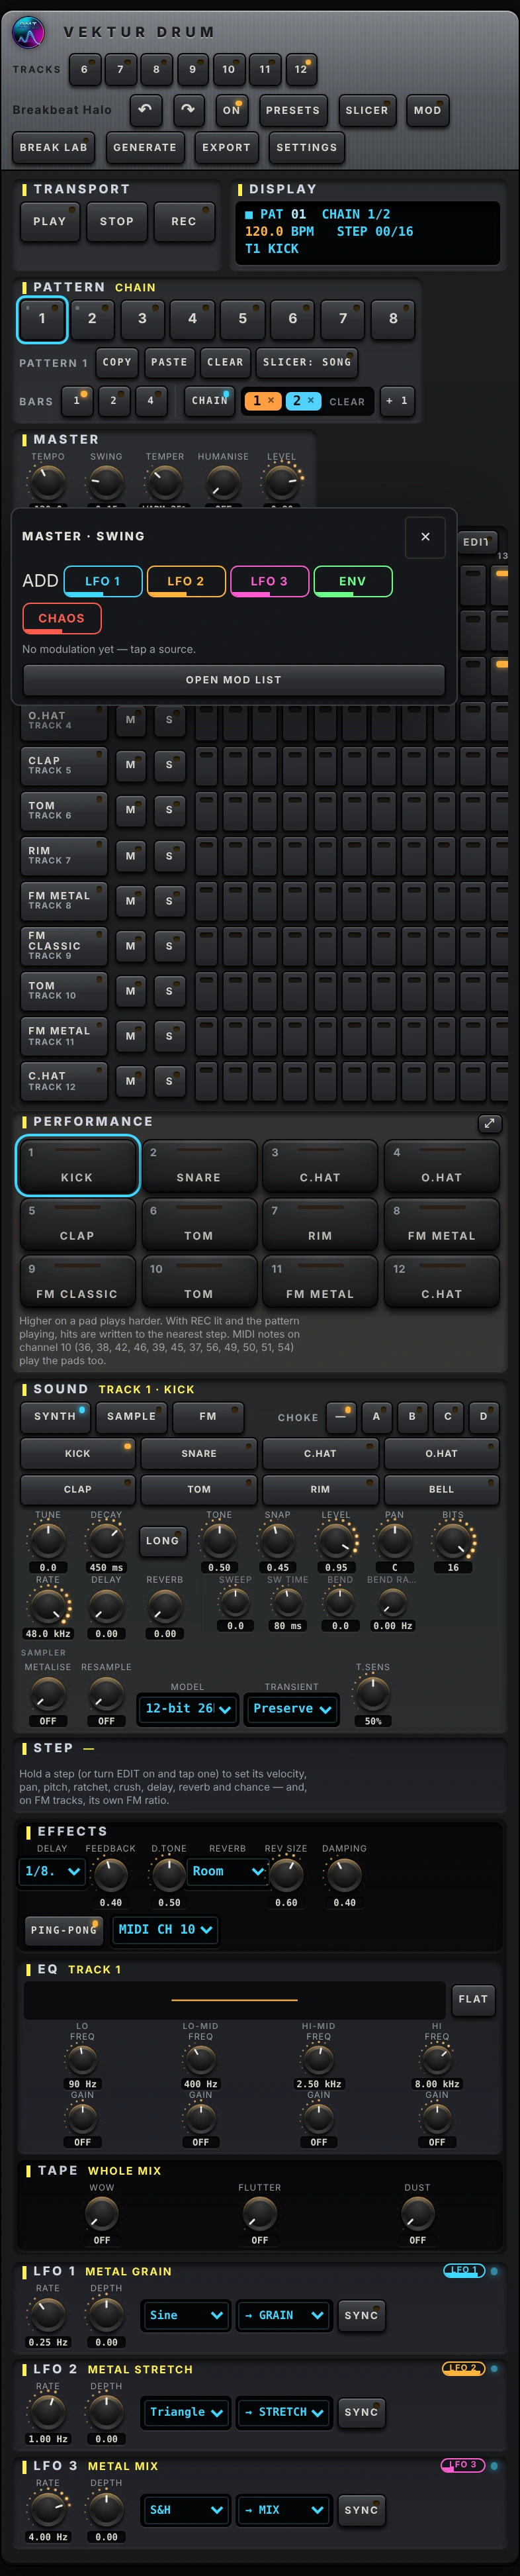 VEKTUR DRUM
TRACKS 6 7 8 9 10 11 12
Breakbeat Halo ↶ ↷ ON PRESETS SLICER MOD
BREAK LAB GENERATE EXPORT SETTINGS
TRANSPORT
PLAY STOP REC
DISPLAY
■ PAT 01 CHAIN 1/2
120.0 BPM STEP 00/16
T1 KICK
PATTERN CHAIN
1 2 3 4 5 6 7 8
PATTERN 1 COPY PASTE CLEAR SLICER: SONG
BARS 1 2 4 CHAIN 1 × 2 × CLEAR + 1
MASTER
TEMPO SWING TEMPER HUMANISE LEVEL
EDIT
13
MASTER · SWING ×
ADD LFO 1 LFO 2 LFO 3 ENV
CHAOS
No modulation yet — tap a source.
OPEN MOD LIST
O.HAT M S
TRACK 4
CLAP M S
TRACK 5
TOM M S
TRACK 6
RIM M S
TRACK 7
FM METAL M S
TRACK 8
FM
CLASSIC M S
TRACK 9
TOM M S
TRACK 10
FM METAL M S
TRACK 11
C.HAT M S
TRACK 12
PERFORMANCE ⤢
1 KICK 2 SNARE 3 C.HAT 4 O.HAT
5 CLAP 6 TOM 7 RIM 8 FM METAL
9 FM CLASSIC 10 TOM 11 FM METAL 12 C.HAT
Higher on a pad plays harder. With REC lit and the pattern
playing, hits are written to the nearest step. MIDI notes on
channel 10 (36, 38, 42, 46, 39, 45, 37, 56, 49, 50, 51, 54)
play the pads too.
SOUND TRACK 1 · KICK
SYNTH SAMPLE FM CHOKE — A B C D
KICK SNARE C.HAT O.HAT
CLAP TOM RIM BELL
TUNE DECAY LONG TONE SNAP LEVEL PAN BITS
0.0 450 ms 0.50 0.45 0.95 C 16
RATE DELAY REVERB SWEEP SW TIME BEND BEND RA…
48.0 kHz 0.00 0.00 0.0 80 ms 0.0 0.00 Hz
SAMPLER
METALISE RESAMPLE MODEL TRANSIENT T.SENS
12-bit 26 Preserve
OFF OFF 50%
STEP —
Hold a step (or turn EDIT on and tap one) to set its velocity,
pan, pitch, ratchet, crush, delay, reverb and chance — and,
on FM tracks, its own FM ratio.
EFFECTS
DELAY FEEDBACK D.TONE REVERB REV SIZE DAMPING
1/8. Room
0.40 0.50 0.60 0.40
PING-PONG MIDI CH 10
EQ TRACK 1
FLAT
LO LO-MID HI-MID HI
FREQ FREQ FREQ FREQ
90 Hz 400 Hz 2.50 kHz 8.00 kHz
GAIN GAIN GAIN GAIN
OFF OFF OFF OFF
TAPE WHOLE MIX
WOW FLUTTER DUST
OFF OFF OFF
LFO 1 METAL GRAIN LFO 1
RATE DEPTH
Sine → GRAIN SYNC
0.25 Hz 0.00
LFO 2 METAL STRETCH LFO 2
RATE DEPTH
Triangle → STRETCH SYNC
1.00 Hz 0.00
LFO 3 METAL MIX LFO 3
RATE DEPTH
S&H → MIX SYNC
4.00 Hz 0.00